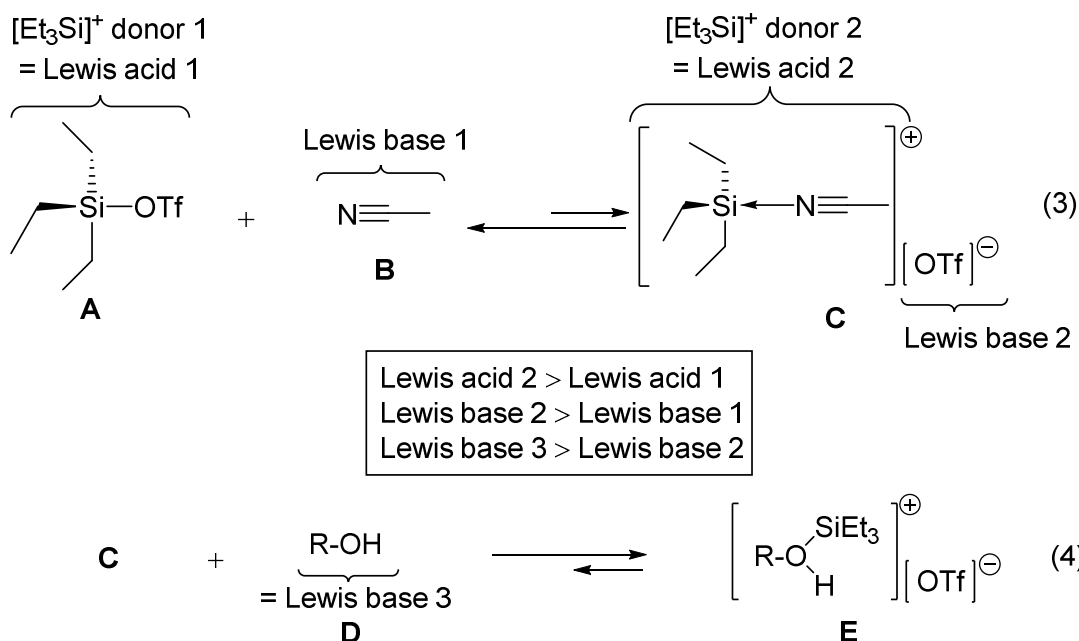 [Et₃Si]⁺ donor 1
= Lewis acid 1
[Et₃Si]⁺ donor 2
= Lewis acid 2
Lewis base 1
Si—OTf
+
N≡
Si
N≡
⊕
(3)
A
B
C
[OTf]⊖
Lewis base 2
Lewis acid 2 > Lewis acid 1
Lewis base 2 > Lewis base 1
Lewis base 3 > Lewis base 2
C + R-OH
= Lewis base 3
D
SiEt₃
R-O
H
⊕
[OTf]⊖
(4)
E